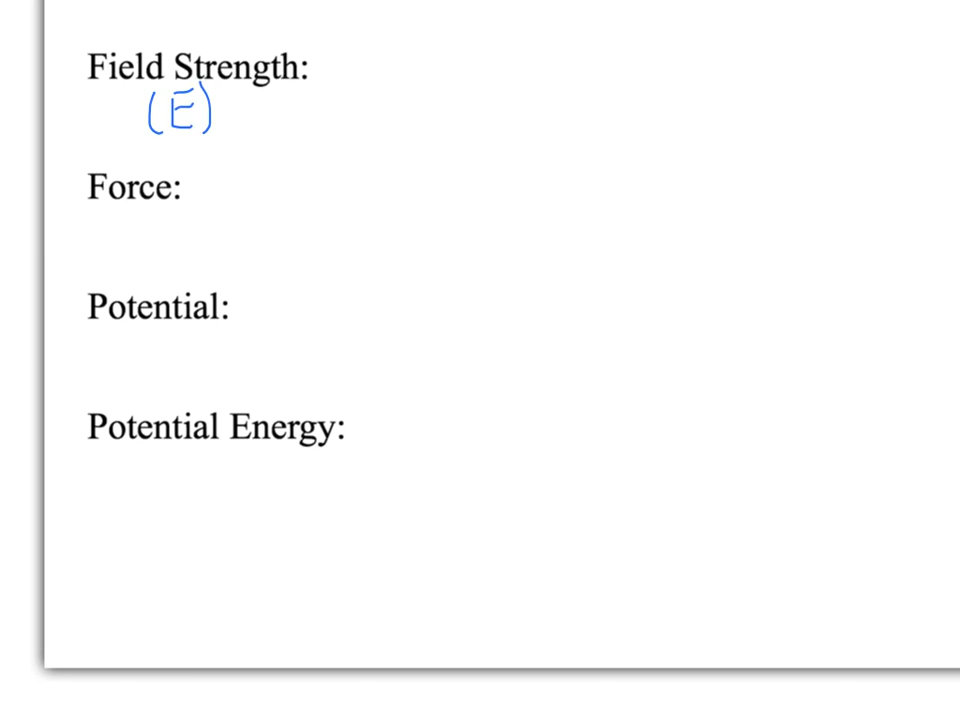 Field Strength:
(E)
Force:
Potential:
Potential Energy: